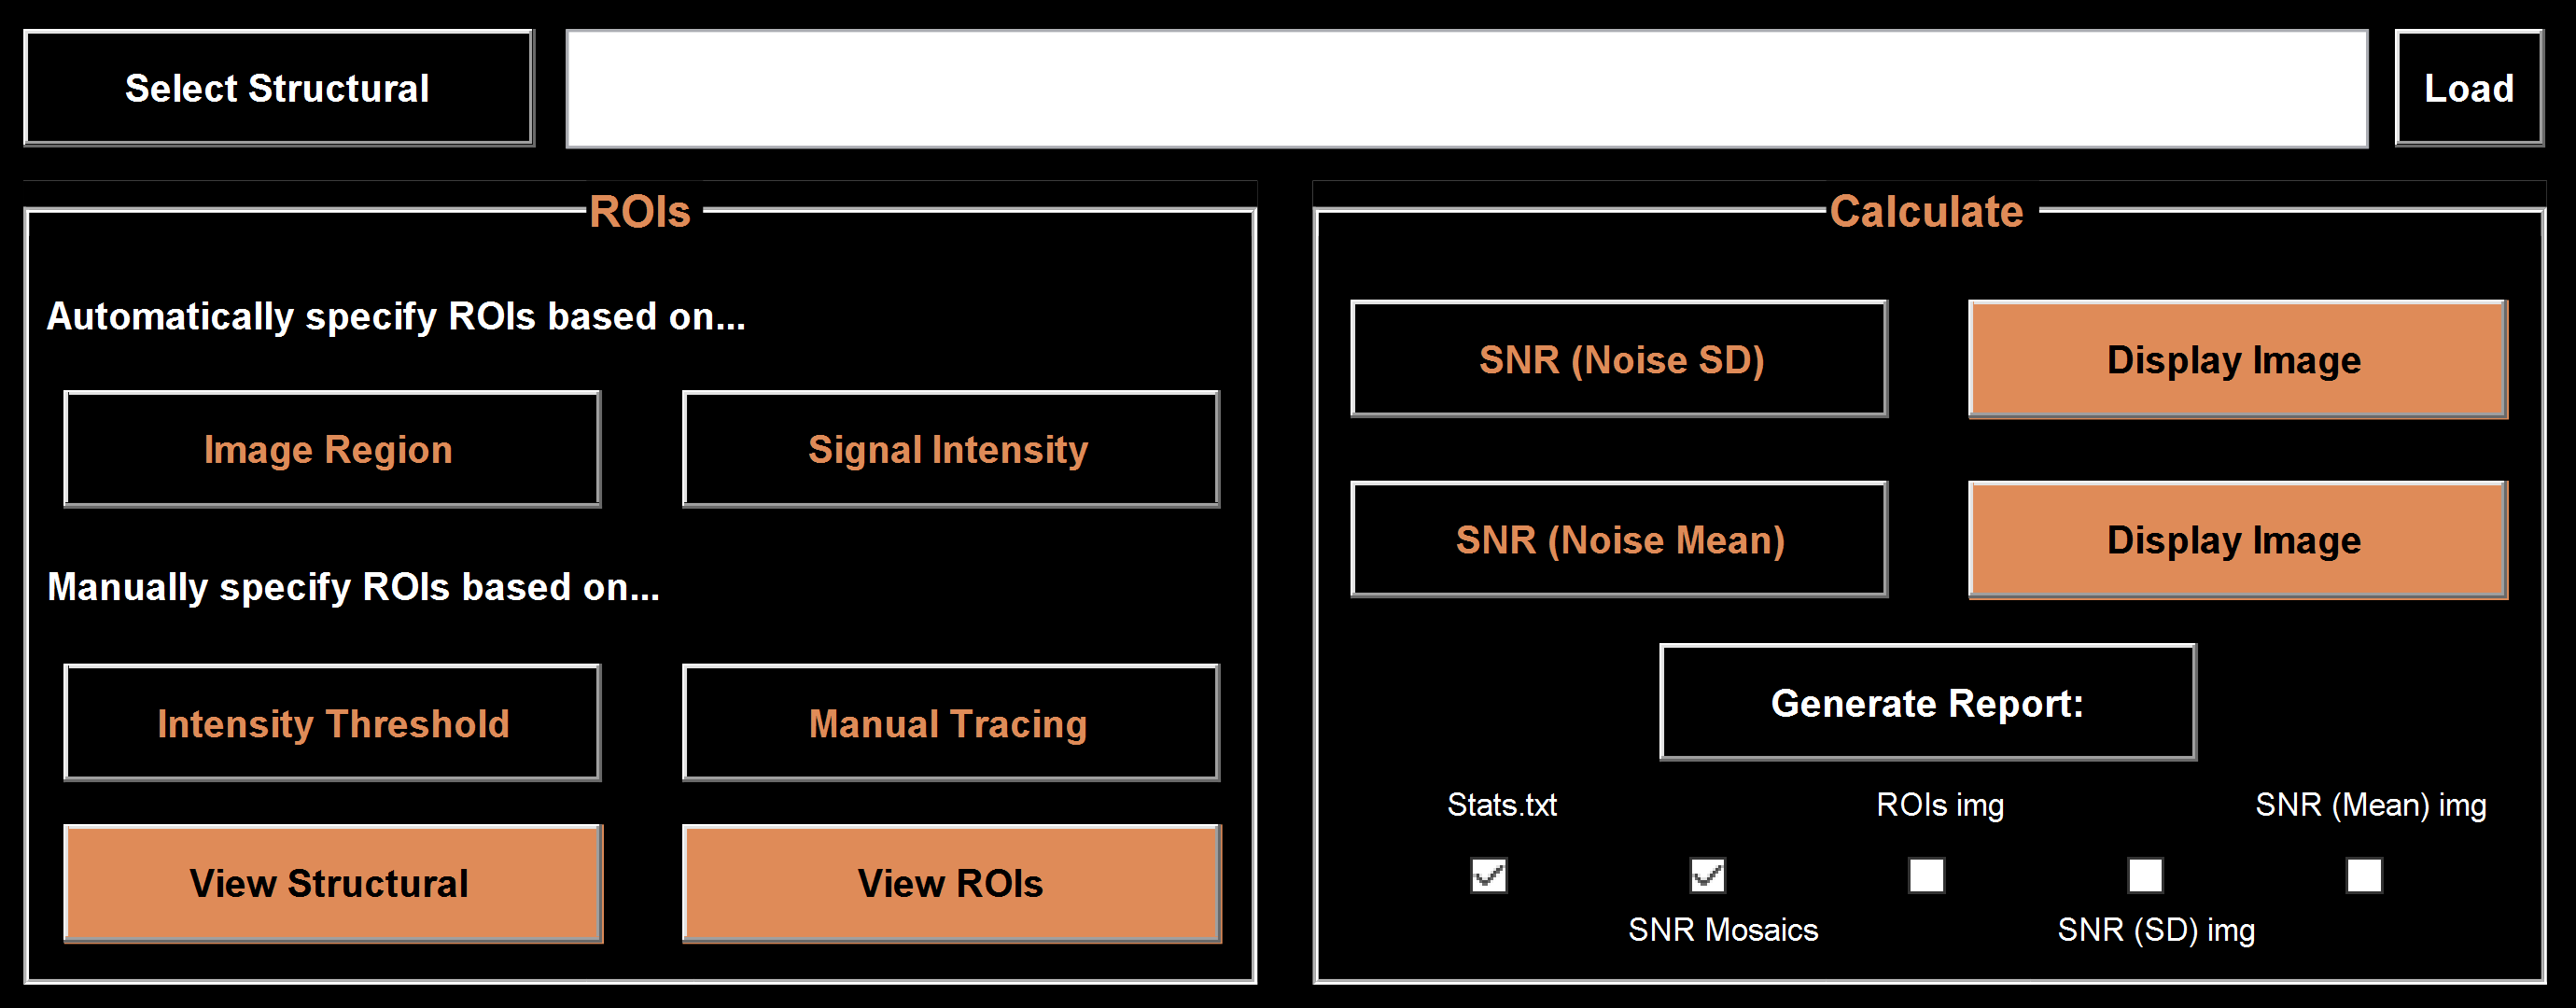 Select Structural
Load
ROIs
Automatically specify ROIs based on...
Image Region
Signal Intensity
Manually specify ROIs based on...
Intensity Threshold
Manual Tracing
View Structural
View ROIs
Calculate
SNR (Noise SD)
Display Image
SNR (Noise Mean)
Display Image
Generate Report:
Stats.txt
ROIs img
SNR (Mean) img
SNR Mosaics
SNR (SD) img